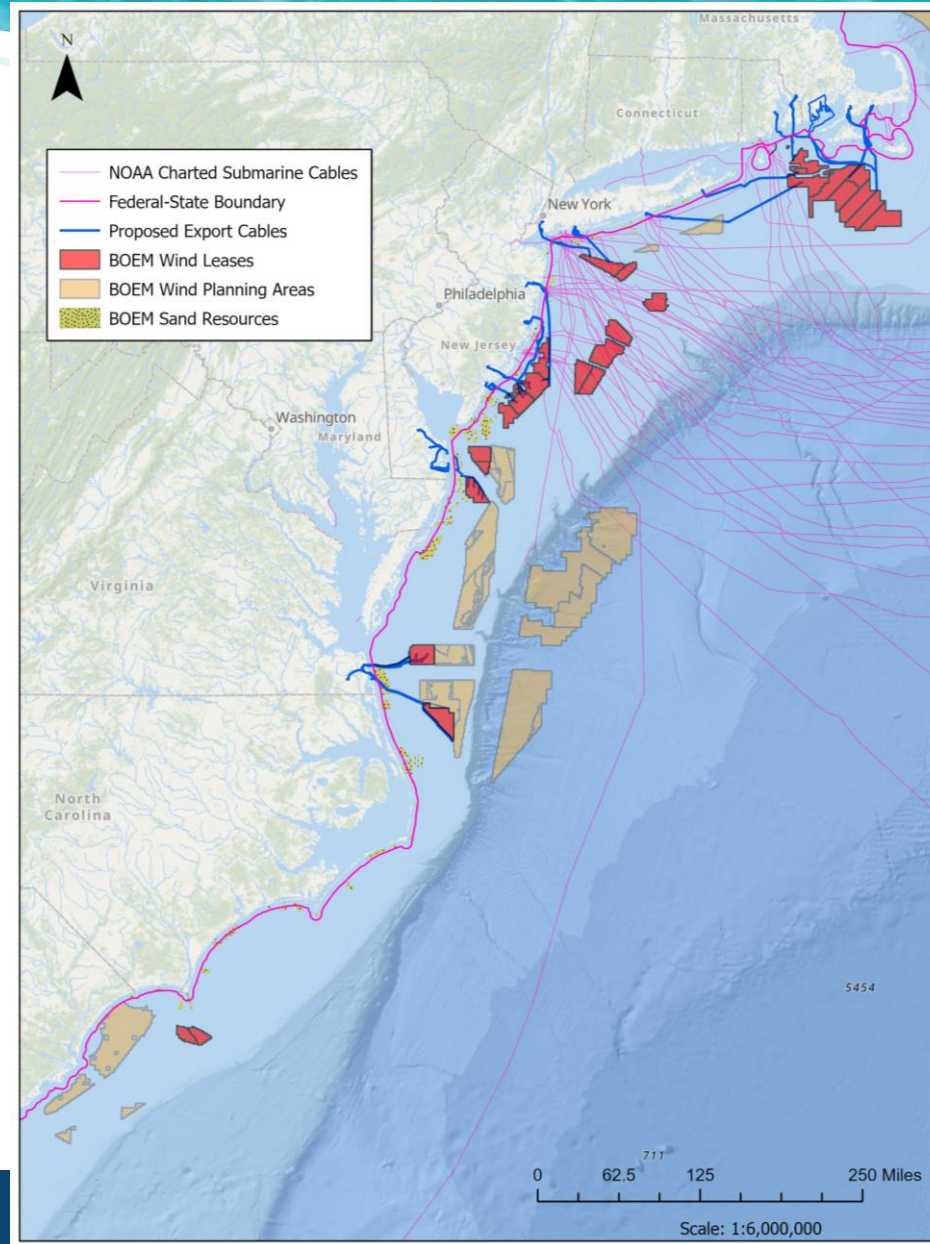 Massachusetts
N
Connecticut
NOAA Charted Submarine Cables
Federal-State Boundary
Proposed Export Cables
BOEM Wind Leases
BOEM Wind Planning Areas
BOEM Sand Resources
New York
Philadelphia
New Jersey
Washington
Maryland
Virginia
North
Carolina
5454
711
0 62.5 125 250 Miles
Scale: 1:6,000,000